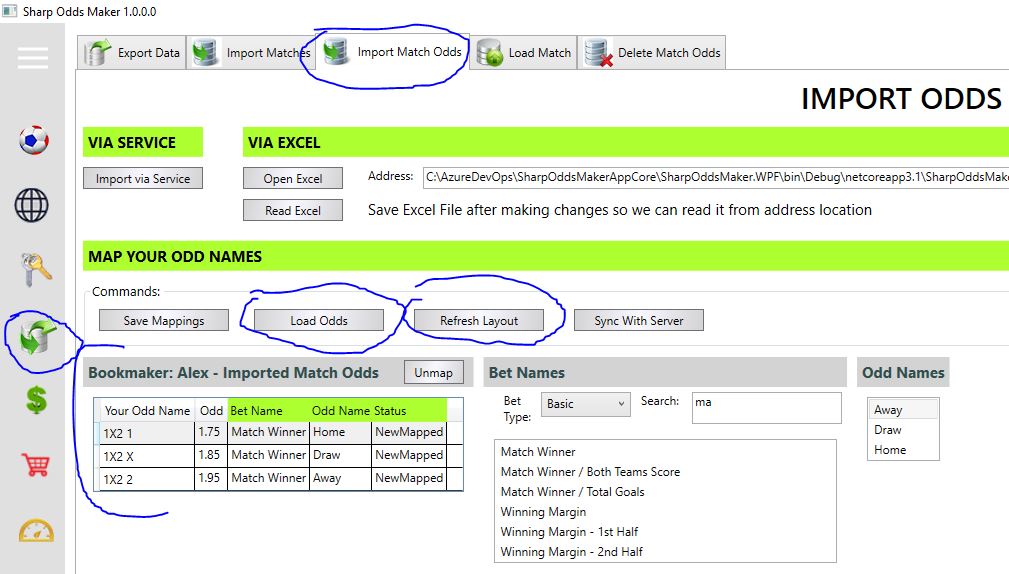 Sharp Odds Maker 1.0.0.0
Export Data Import Matches Import Match Odds Load Match Delete Match Odds
IMPORT ODDS
VIA SERVICE VIA EXCEL
Import via Service Open Excel Address: C:\AzureDevOps\SharpOddsMakerAppCore\SharpOddsMaker.WPF\bin\Debug\netcoreapp3.1\SharpOddsMake
Read Excel Save Excel File after making changes so we can read it from address location
MAP YOUR ODD NAMES
Commands:
Save Mappings Load Odds Refresh Layout Sync With Server
Bookmaker: Alex - Imported Match Odds Unmap Bet Names Odd Names
Your Odd Name Odd Bet Name Odd Name Status
1X2 1 1.75 Match Winner Home NewMapped
1X2 X 1.85 Match Winner Draw NewMapped
1X2 2 1.95 Match Winner Away NewMapped
Bet Type: Basic Search: ma
Match Winner
Match Winner / Both Teams Score
Match Winner / Total Goals
Winning Margin
Winning Margin - 1st Half
Winning Margin - 2nd Half
Away
Draw
Home